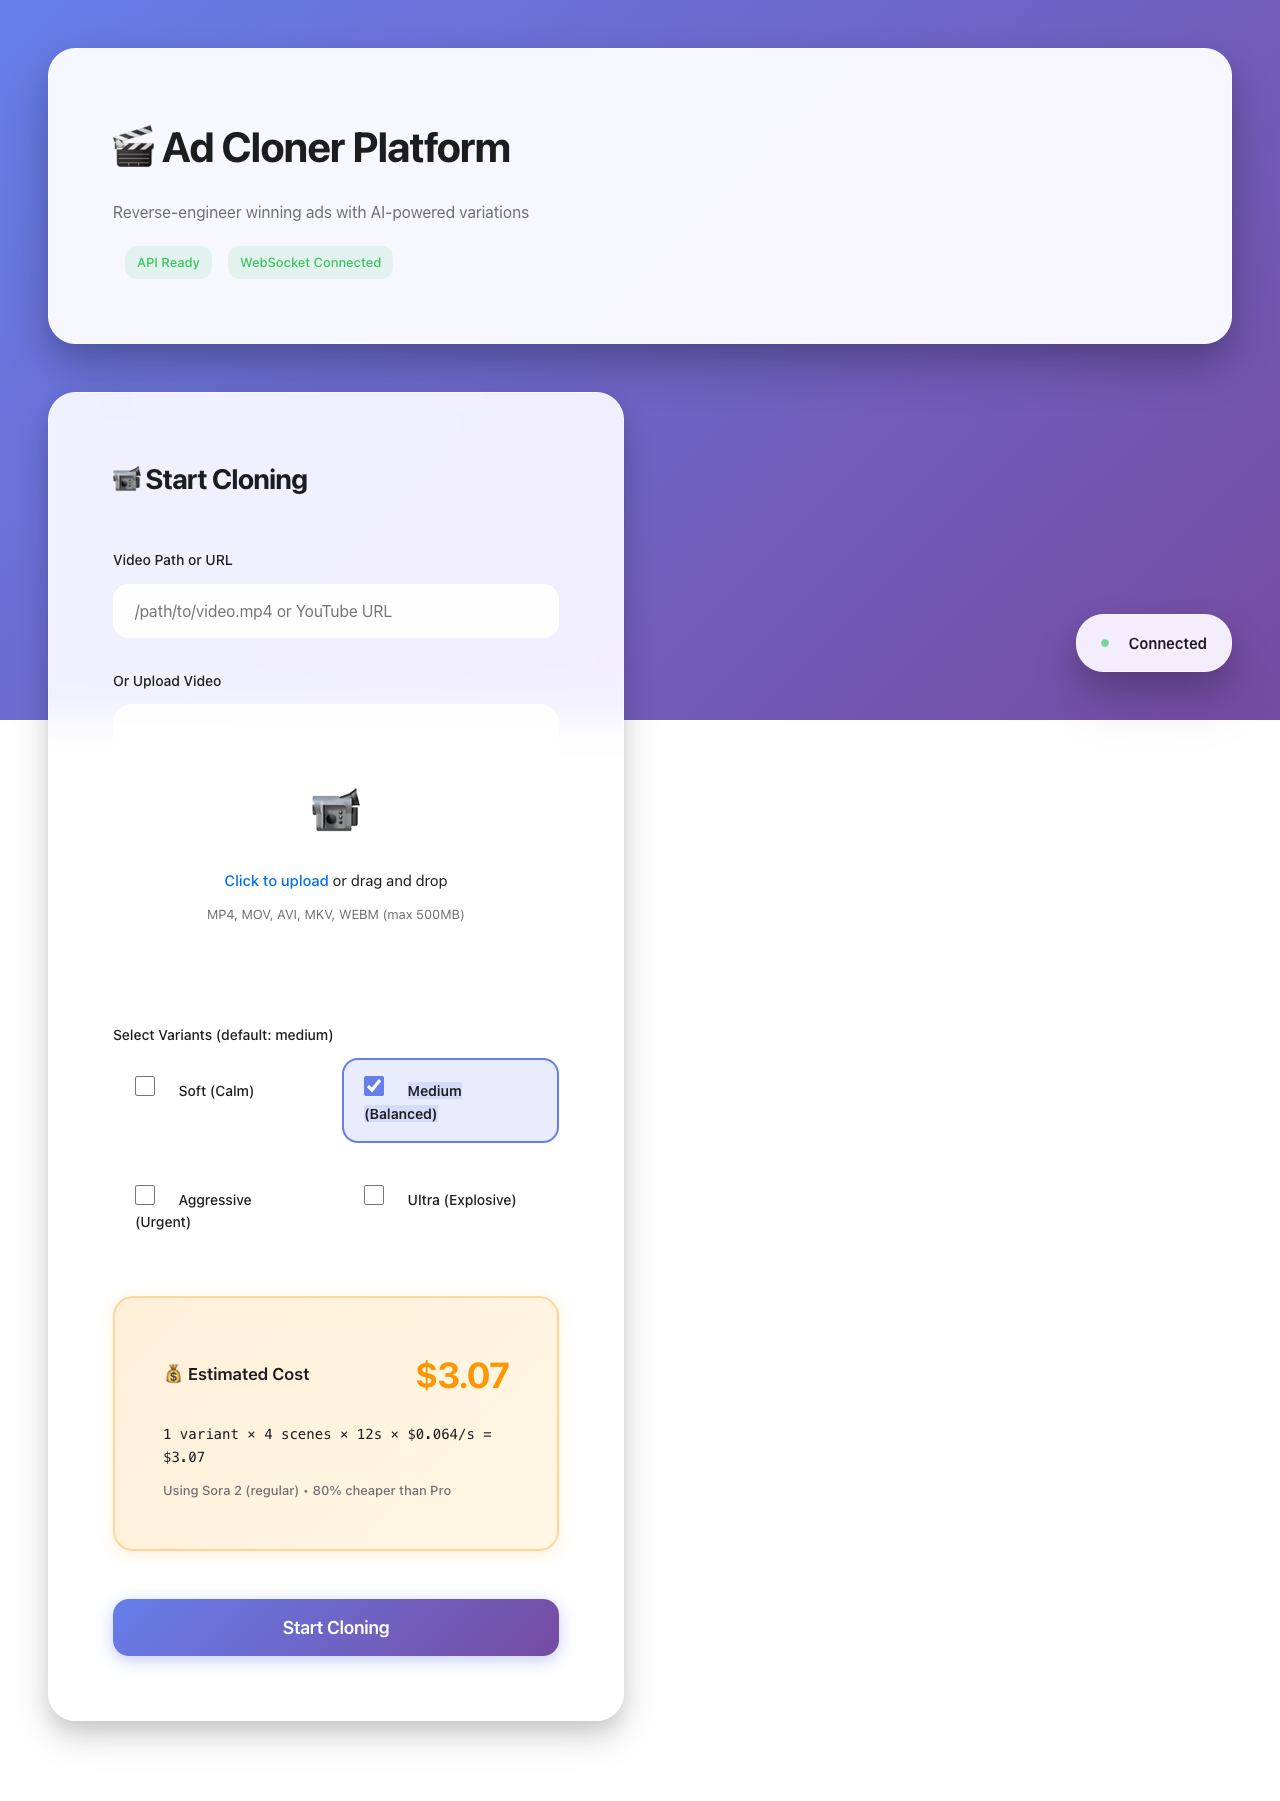 Ad Cloner Platform
Reverse-engineer winning ads with AI-powered variations
API Ready
WebSocket Connected
Start Cloning
Video Path or URL
/path/to/video.mp4 or YouTube URL
Connected
Or Upload Video
Click to upload or drag and drop
MP4, MOV, AVI, MKV, WEBM (max 500MB)
Select Variants (default: medium)
Soft (Calm)
Medium
(Balanced)
Aggressive
(Urgent)
Ultra (Explosive)
Estimated Cost
$3.07
1 variant × 4 scenes × 12s × $0.064/s =
$3.07
Using Sora 2 (regular) • 80% cheaper than Pro
Start Cloning